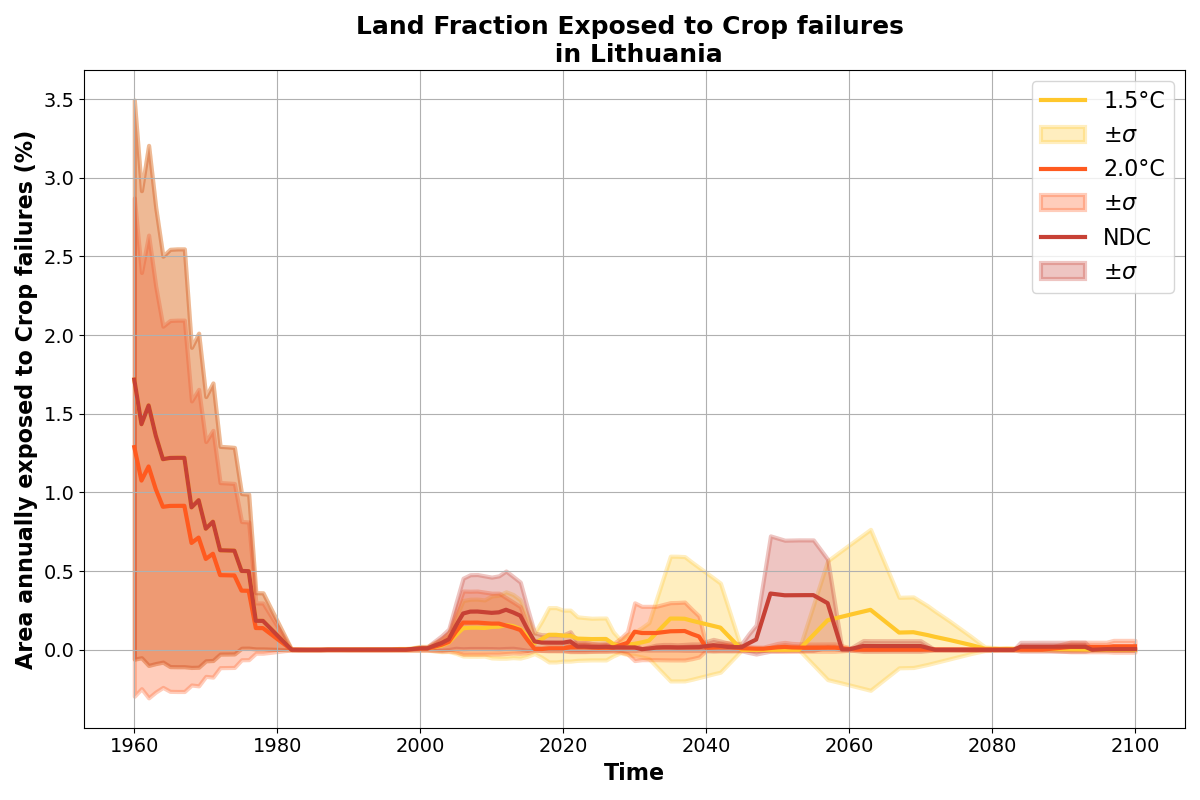 Land Fraction Exposed to Crop failures
in Lithuania
Area annually exposed to Crop failures (%)
3.5
3.0
2.5
2.0
1.5
1.0
0.5
0.0
1960
1980
2000
2020
2040
2060
2080
2100
Time
1.5°C
±σ
2.0°C
±σ
NDC
±σ